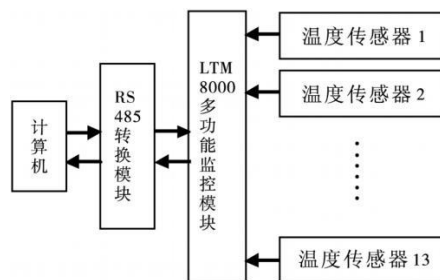 计算机
RS
485
转换模块
LTM
8000
多功能监控模块
温度传感器 1
温度传感器 2
温度传感器 13